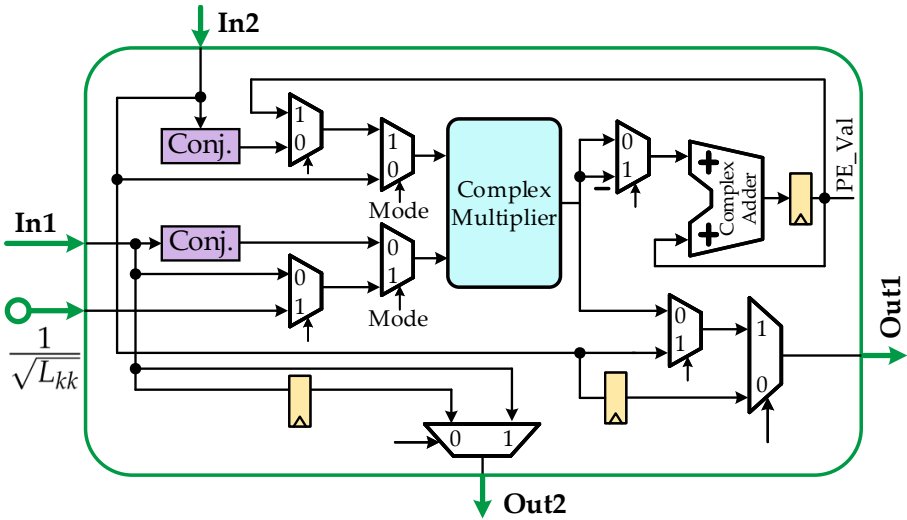 In2
1
0
Conj.
1
0
Mode
Complex
Multiplier
0
1
–
+
+
Complex
Adder
PE_Val
In1
Conj.
0
1
0
1
Mode
1
√L_kk
0
1
1
0
Out1
0 1
Out2